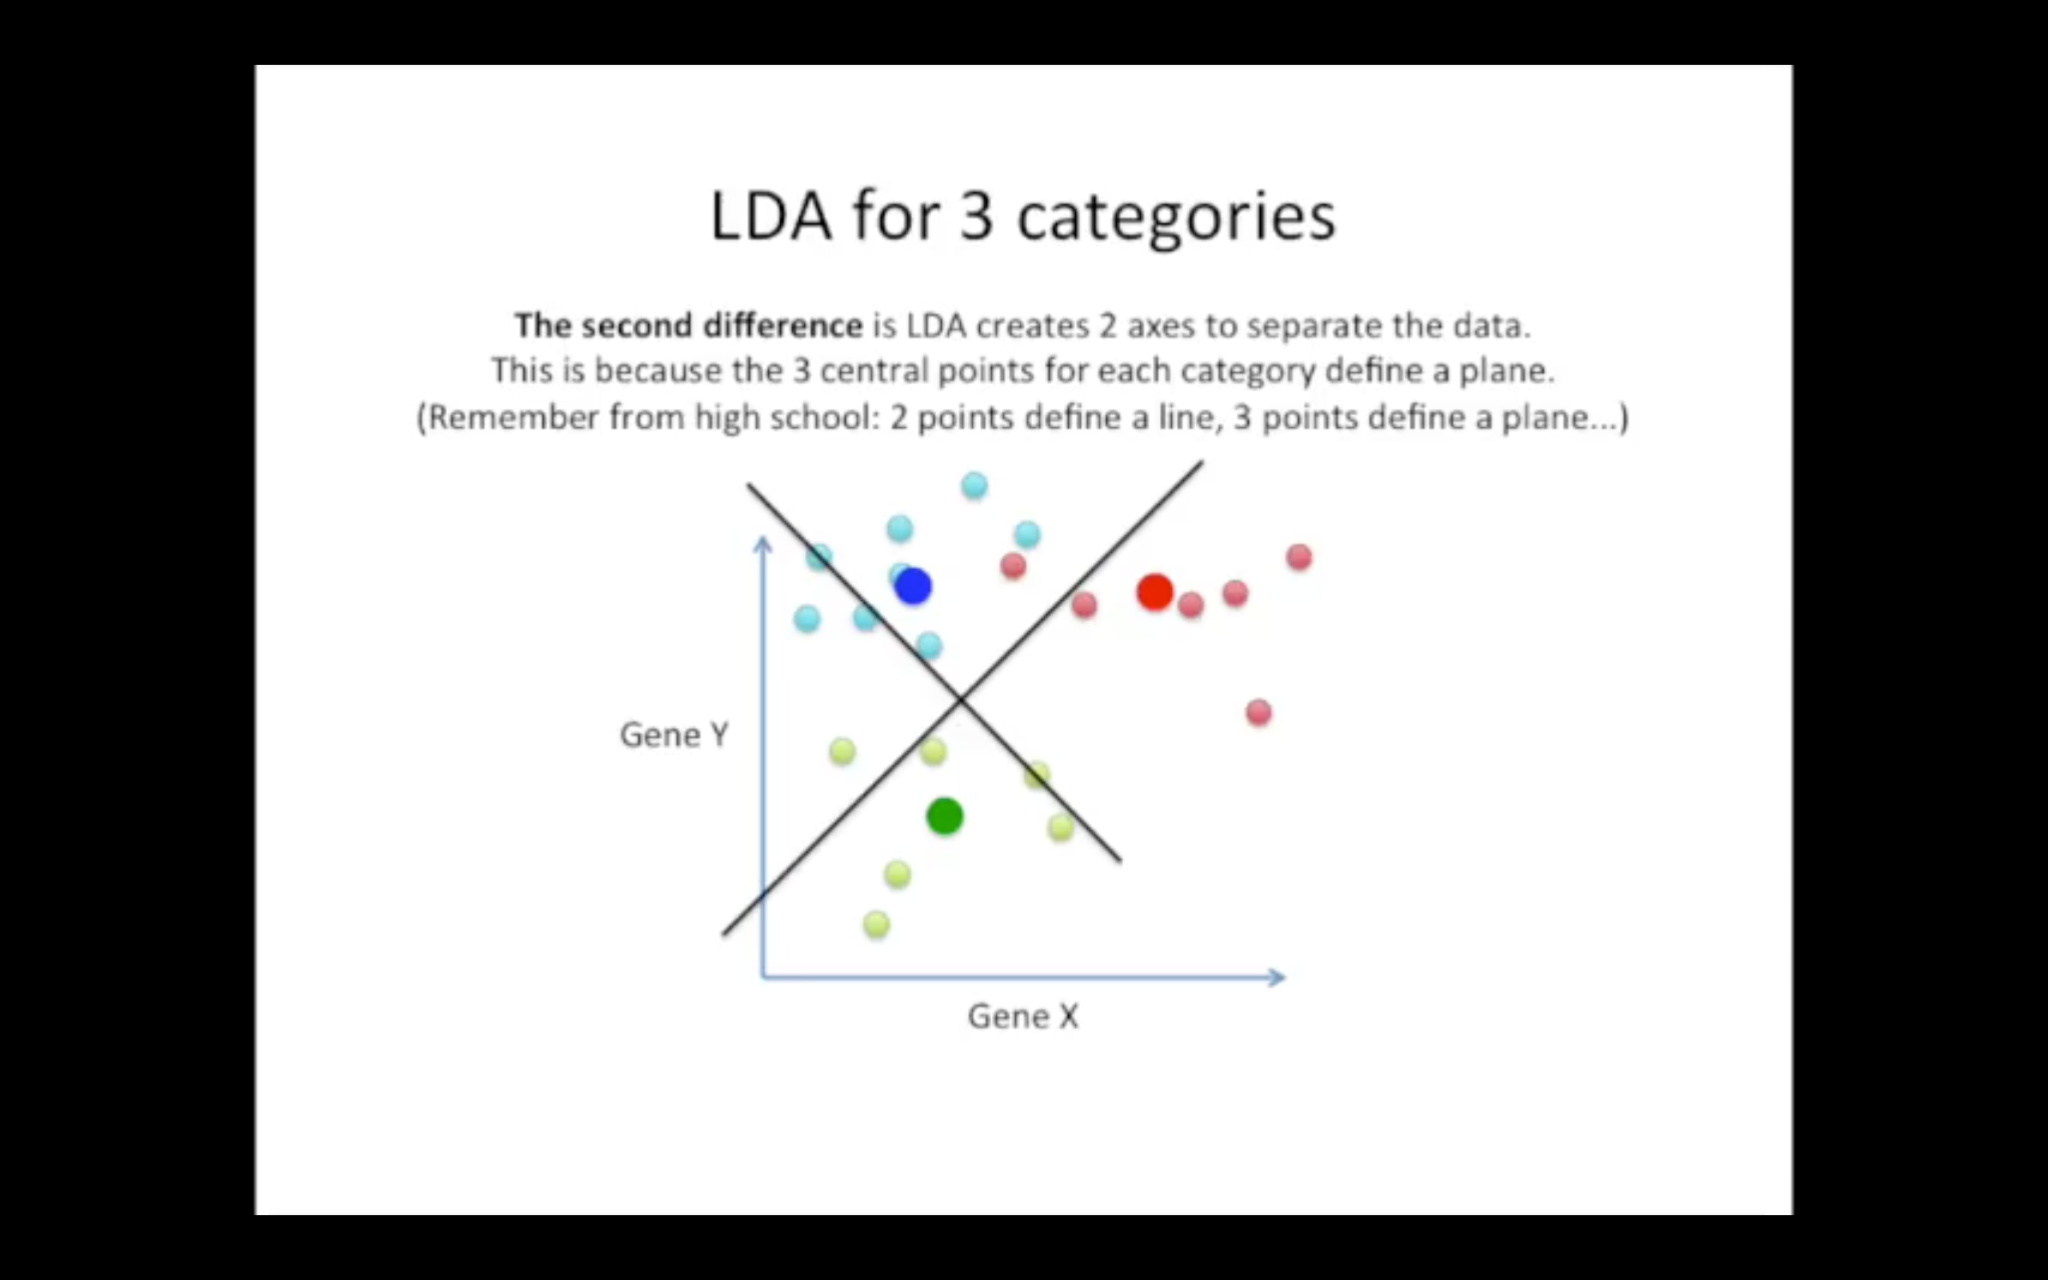 LDA for 3 categories
The second difference is LDA creates 2 axes to separate the data.
This is because the 3 central points for each category define a plane.
(Remember from high school: 2 points define a line, 3 points define a plane...)
Gene Y
Gene X